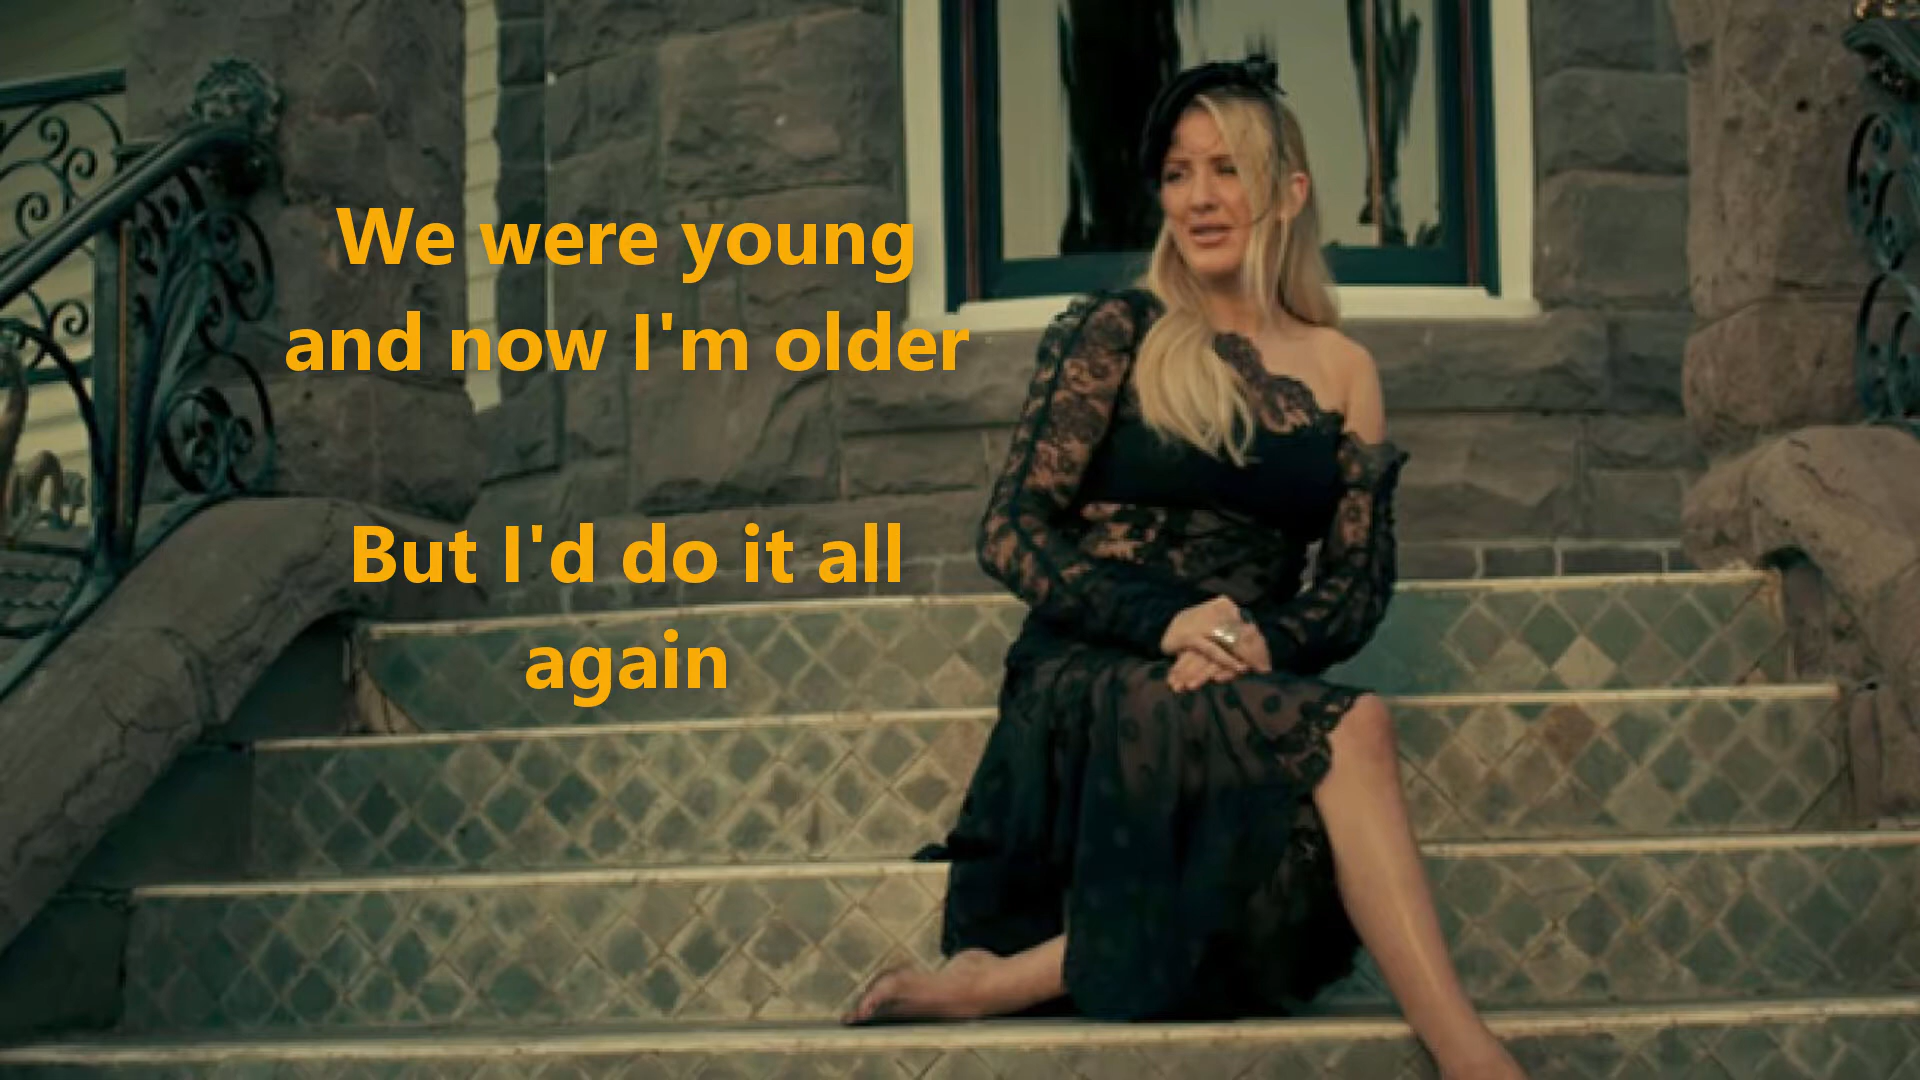 We were young
and now I'm older
But I'd do it all
again